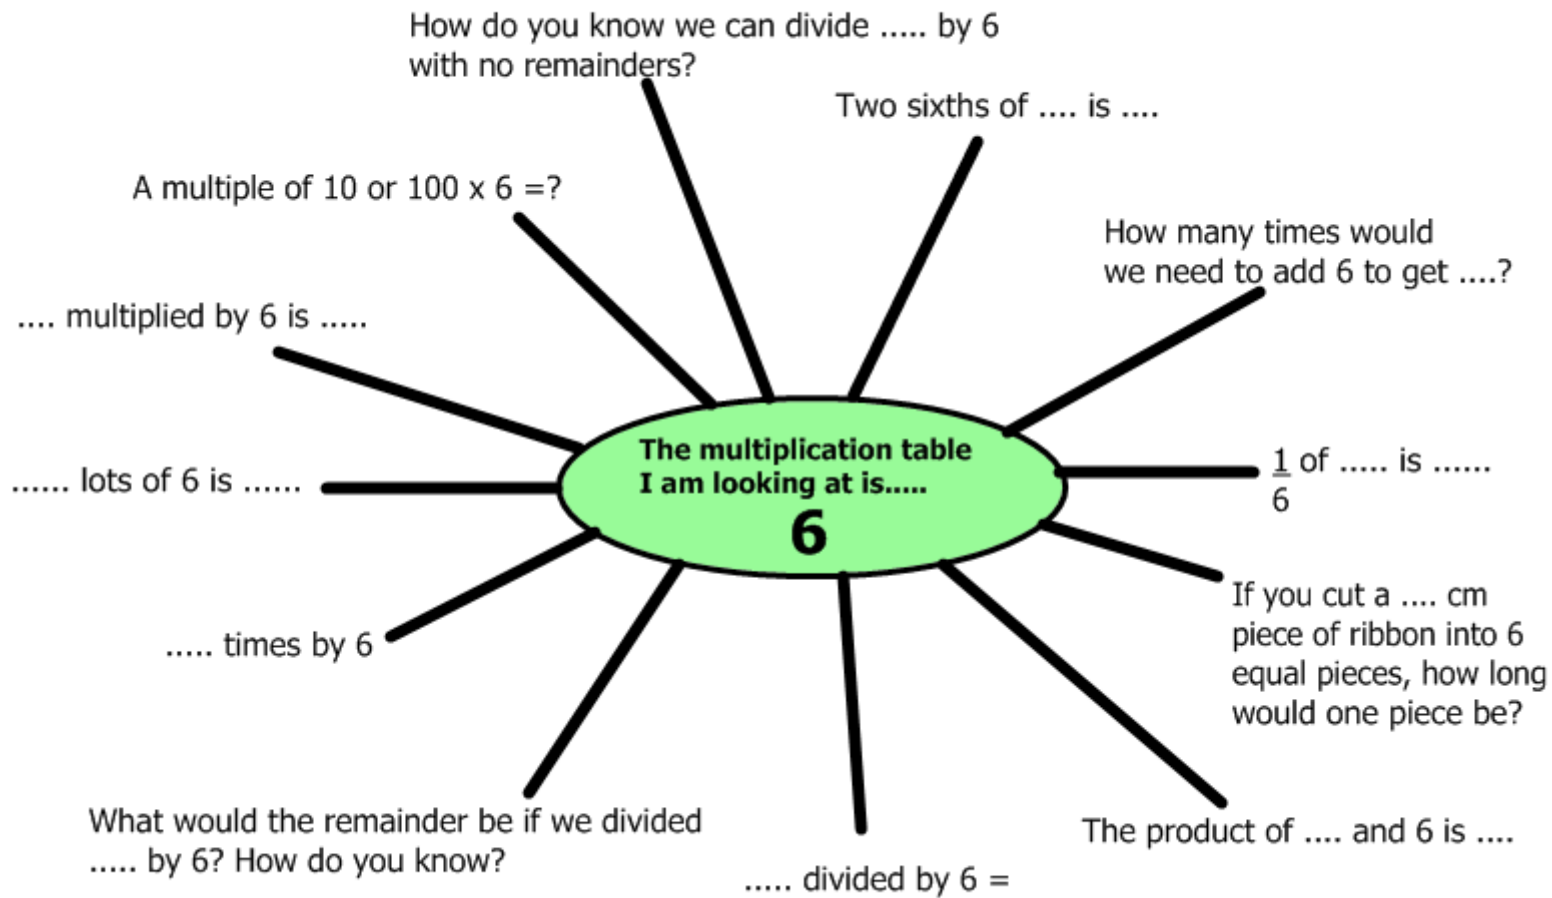 How do you know we can divide ..... by 6
with no remainders?
Two sixths of .... is ....
A multiple of 10 or 100 x 6 =?
How many times would
we need to add 6 to get ....?
.... multiplied by 6 is .....
The multiplication table
I am looking at is.....
6
1
6
of ..... is ......
...... lots of 6 is ......
If you cut a .... cm
piece of ribbon into 6
equal pieces, how long
would one piece be?
..... times by 6
What would the remainder be if we divided
..... by 6? How do you know?
The product of .... and 6 is ....
..... divided by 6 =